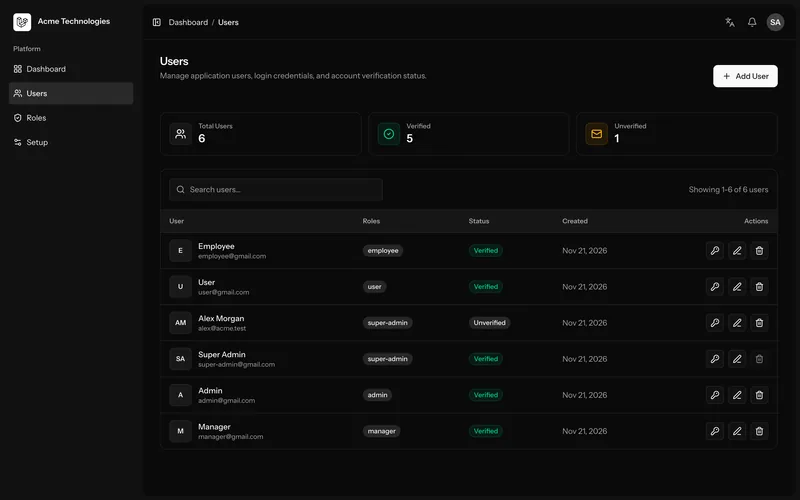 Acme Technologies
Platform
Dashboard
Users
Roles
Setup
Dashboard / Users
SA
Users
Manage application users, login credentials, and account verification status.
+ Add User
Total Users
6
Verified
5
Unverified
1
Search users...
Showing 1-6 of 6 users
User Roles Status Created Actions
E Employee employee Verified Nov 21, 2026
employee@gmail.com
U User user Verified Nov 21, 2026
user@gmail.com
AM Alex Morgan super-admin Unverified Nov 21, 2026
alex@acme.test
SA Super Admin super-admin Verified Nov 21, 2026
super-admin@gmail.com
A Admin admin Verified Nov 21, 2026
admin@gmail.com
M Manager manager Verified Nov 21, 2026
manager@gmail.com